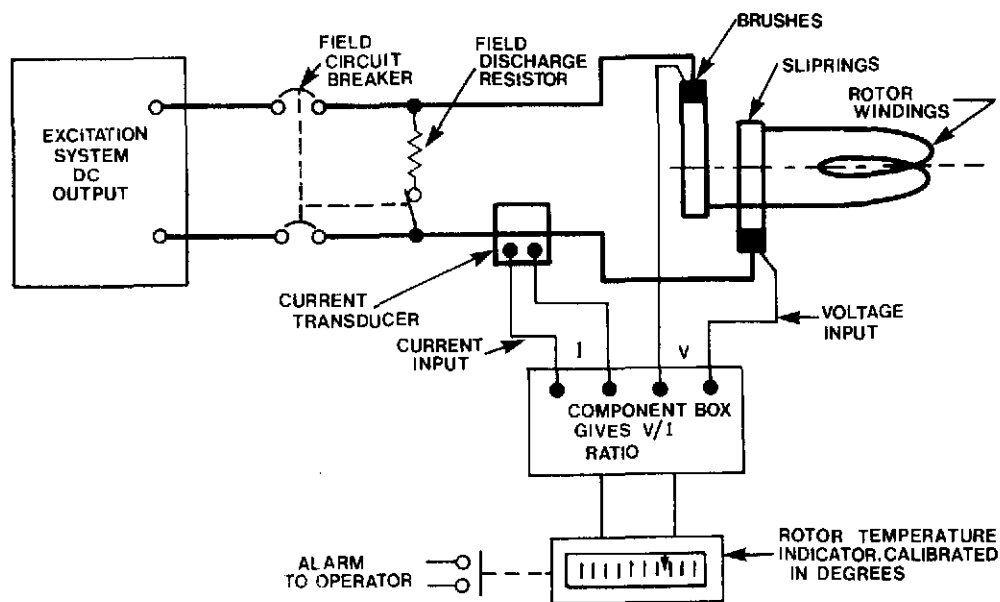 BRUSHES
FIELD
CIRCUIT
BREAKER
FIELD
DISCHARGE
RESISTOR
SLIPRINGS
ROTOR
WINDINGS
EXCITATION
SYSTEM
DC
OUTPUT
CURRENT
TRANSDUCER
CURRENT
INPUT
I
V
VOLTAGE
INPUT
COMPONENT BOX
GIVES V/I
RATIO
ROTOR TEMPERATURE
INDICATOR.CALIBRATED
IN DEGREES
ALARM
TO OPERATOR